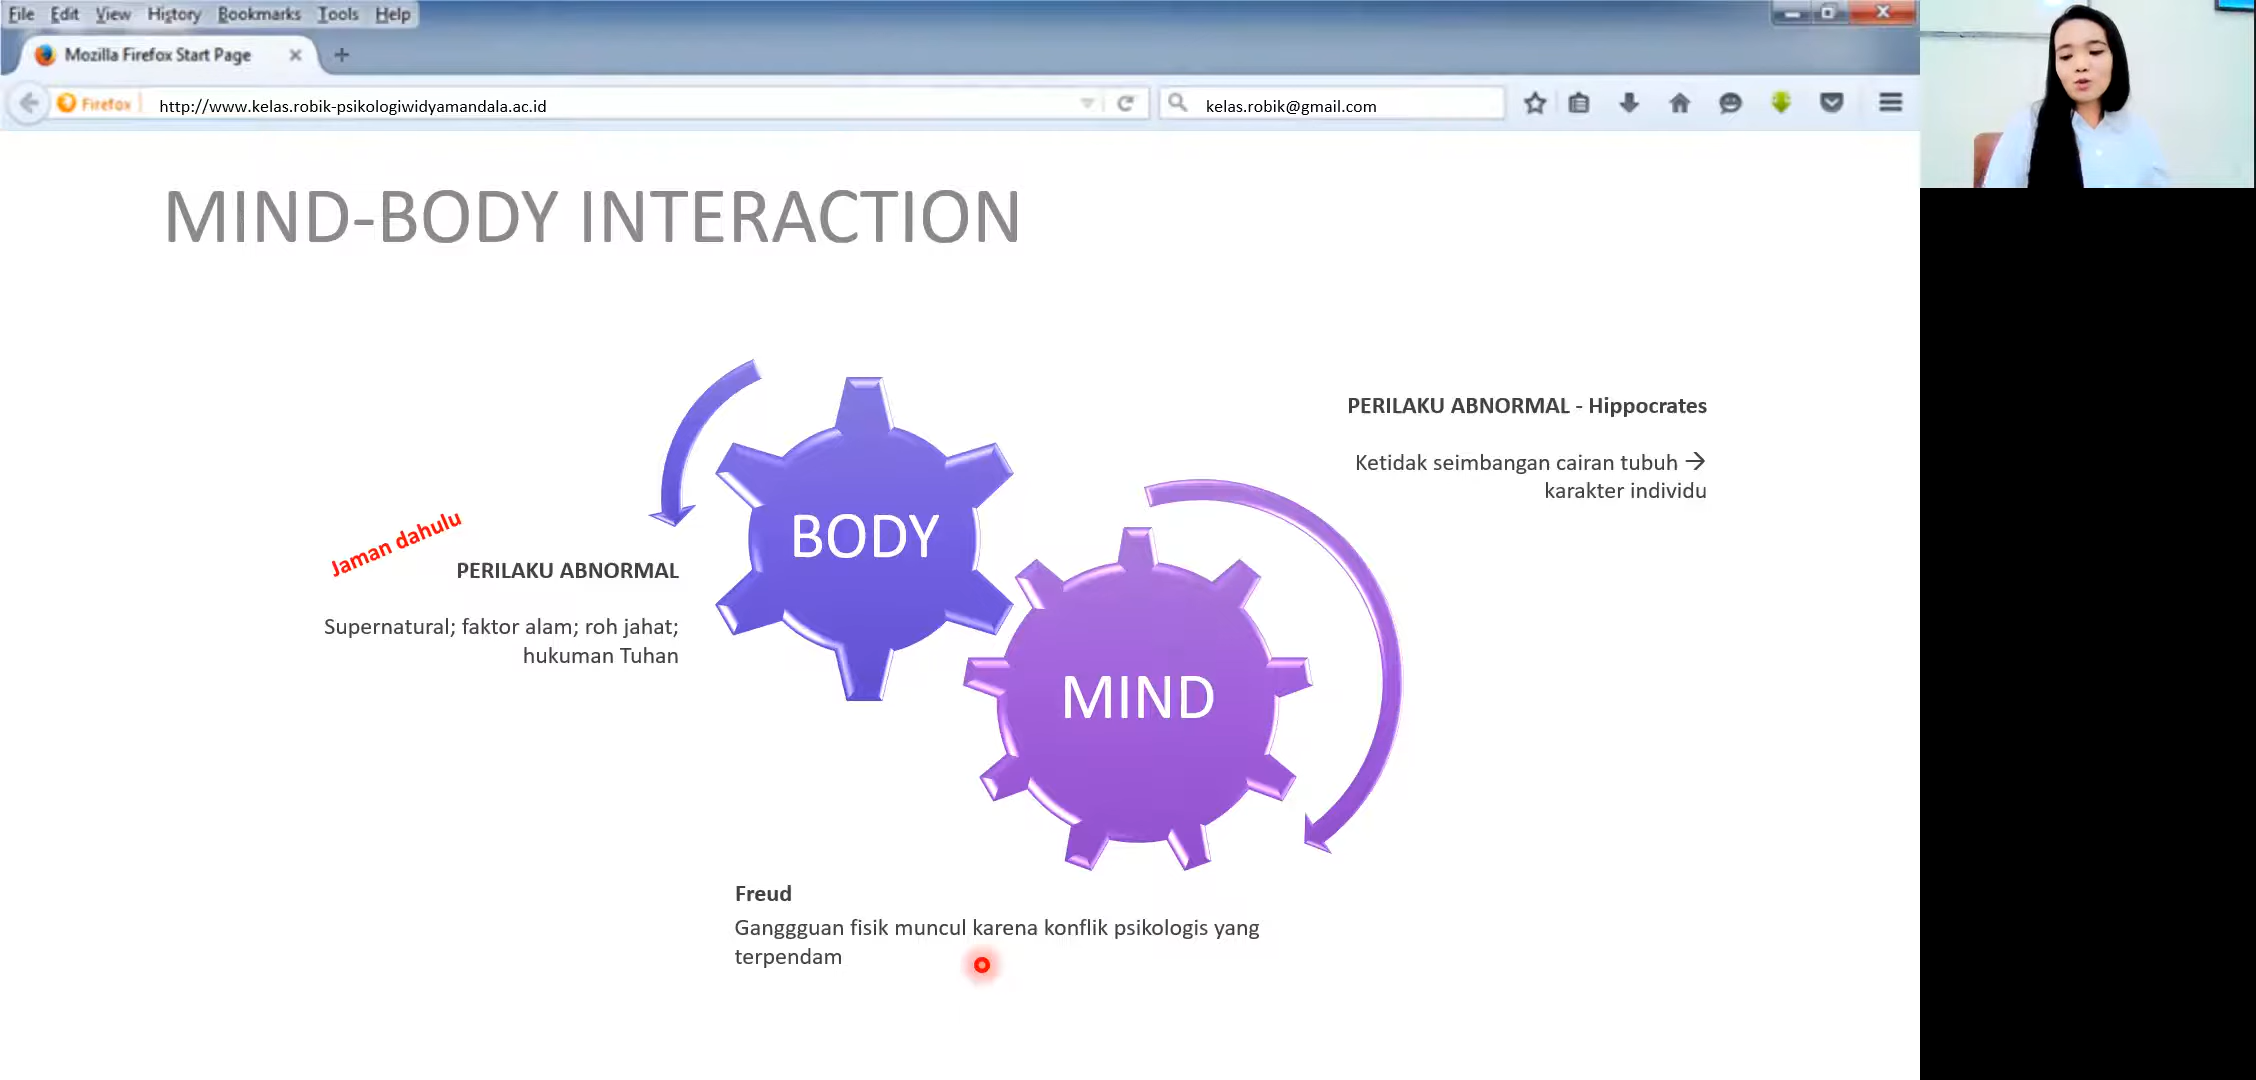 File Edit View History Bookmarks Tools Help
Mozilla Firefox Start Page
Firefox
http://www.kelas.robik-psikologiwidyamandala.ac.id
kelas.robik@gmail.com
MIND-BODY INTERACTION
PERILAKU ABNORMAL - Hippocrates
Ketidak seimbangan cairan tubuh →
karakter individu
BODY
Jaman dahulu
PERILAKU ABNORMAL
Supernatural; faktor alam; roh jahat;
hukuman Tuhan
MIND
Freud
Ganggguan fisik muncul karena konflik psikologis yang
terpendam